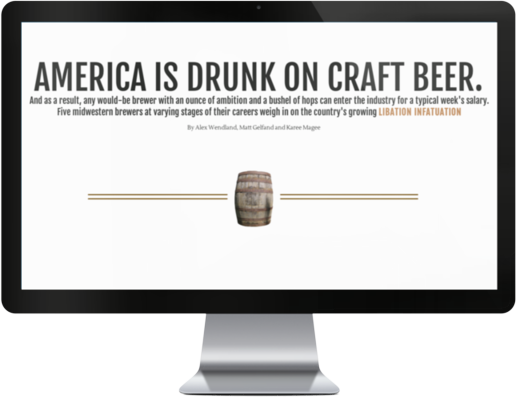 AMERICA IS DRUNK ON CRAFT BEER.
And as a result, any would-be brewer with an ounce of ambition and a bushel of hops can enter the industry for a typical week's salary.
Five midwestern brewers at varying stages of their careers weigh in on the country's growing LIBATION INFATUATION
By Alex Wendland, Matt Gelfand and Karee Magee